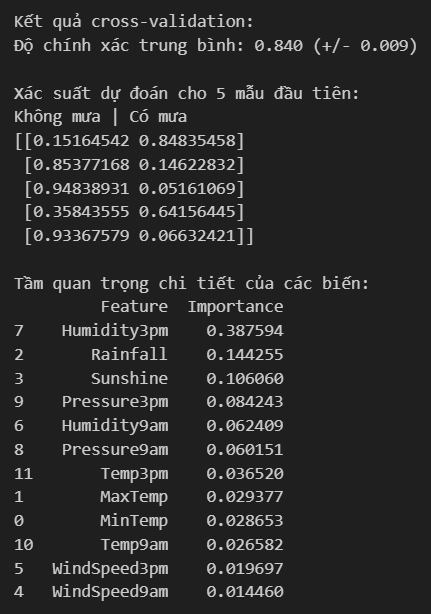 Kết quả cross-validation:
Độ chính xác trung bình: 0.840 (+/- 0.009)
Xác suất dự đoán cho 5 mẫu đầu tiên:
Không mưa | Có mưa
[[0.15164542 0.84835458]
[0.85377168 0.14622832]
[0.94838931 0.05161069]
[0.35843555 0.64156445]
[0.93367579 0.06632421]]
Tầm quan trọng chi tiết của các biến:
Feature Importance
7 Humidity3pm 0.387594
2 Rainfall 0.144255
3 Sunshine 0.106060
9 Pressure3pm 0.084243
6 Humidity9am 0.062409
8 Pressure9am 0.060151
11 Temp3pm 0.036520
1 MaxTemp 0.029377
0 MinTemp 0.028653
10 Temp9am 0.026582
5 WindSpeed3pm 0.019697
4 WindSpeed9am 0.014460